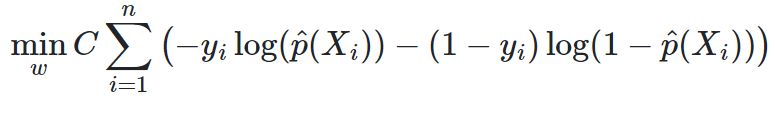 \min_{w} C \sum_{i=1}^{n} \left( -y_i \log(\hat{p}(X_i)) - (1 - y_i) \log(1 - \hat{p}(X_i)) \right)